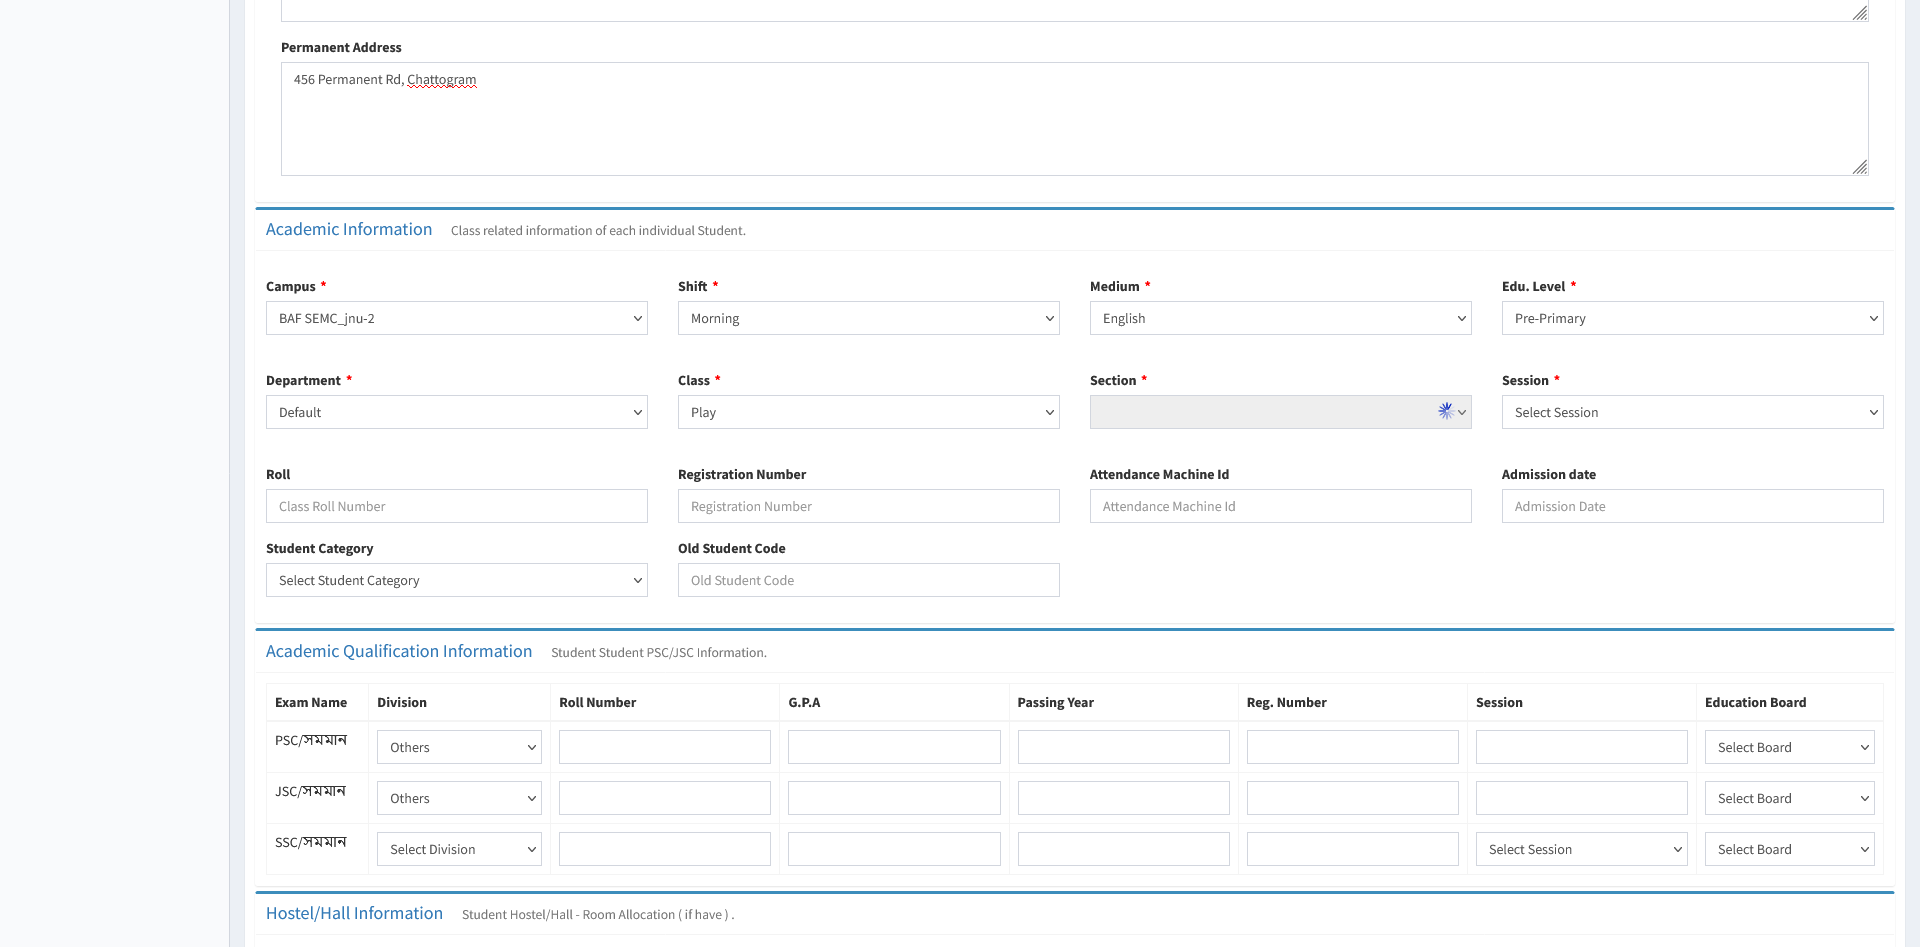 Permanent Address
456 Permanent Rd, Chattogram
Academic Information Class related information of each individual Student.
Campus * Shift * Medium * Edu. Level *
BAF SEMC_jnu-2 Morning English Pre-Primary
Department * Class * Section * Session *
Default Play Select Session
Roll Registration Number Attendance Machine Id Admission date
Class Roll Number Registration Number Attendance Machine Id Admission Date
Student Category Old Student Code
Select Student Category Old Student Code
Academic Qualification Information Student Student PSC/JSC Information.
Exam Name Division Roll Number G.P.A Passing Year Reg. Number Session Education Board
PSC/সমমান Others Select Board
JSC/সমমান Others Select Board
SSC/সমমান Select Division Select Session Select Board
Hostel/Hall Information Student Hostel/Hall - Room Allocation ( if have ) .